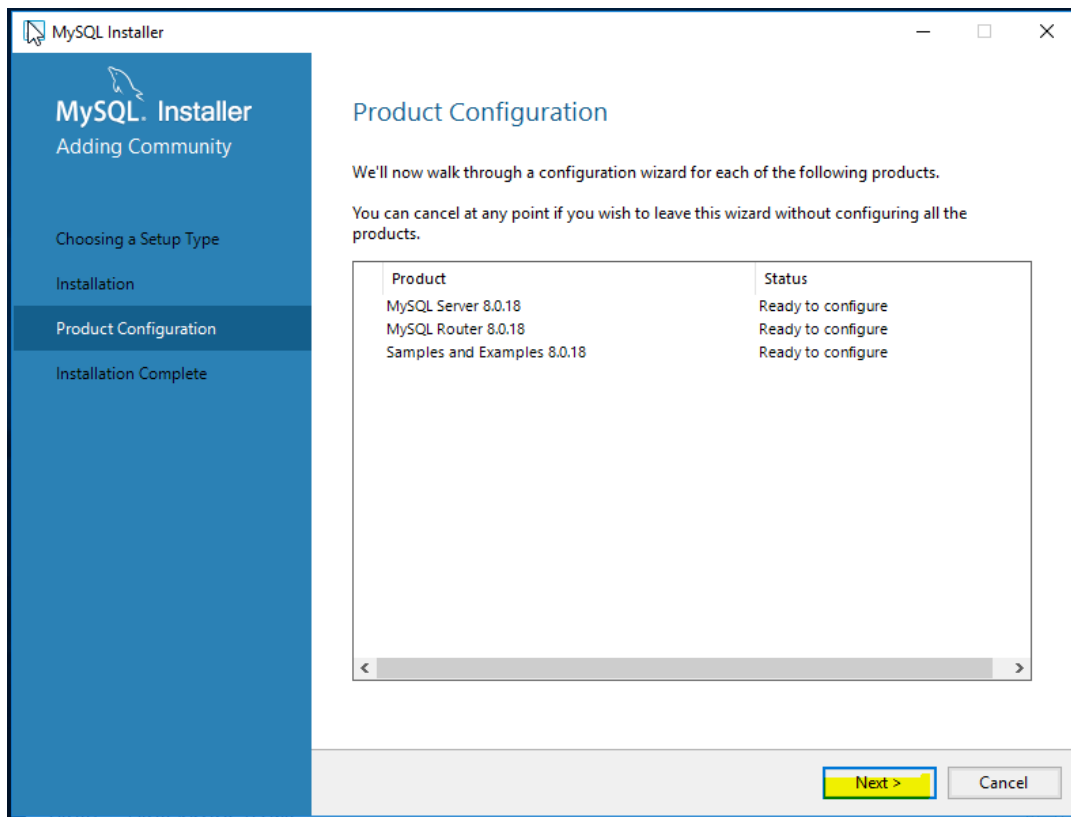 MySQL Installer
MySQL. Installer
Adding Community
Choosing a Setup Type
Installation
Product Configuration
Installation Complete
Product Configuration
We'll now walk through a configuration wizard for each of the following products.
You can cancel at any point if you wish to leave this wizard without configuring all the
products.
Product Status
MySQL Server 8.0.18 Ready to configure
MySQL Router 8.0.18 Ready to configure
Samples and Examples 8.0.18 Ready to configure
Next > Cancel